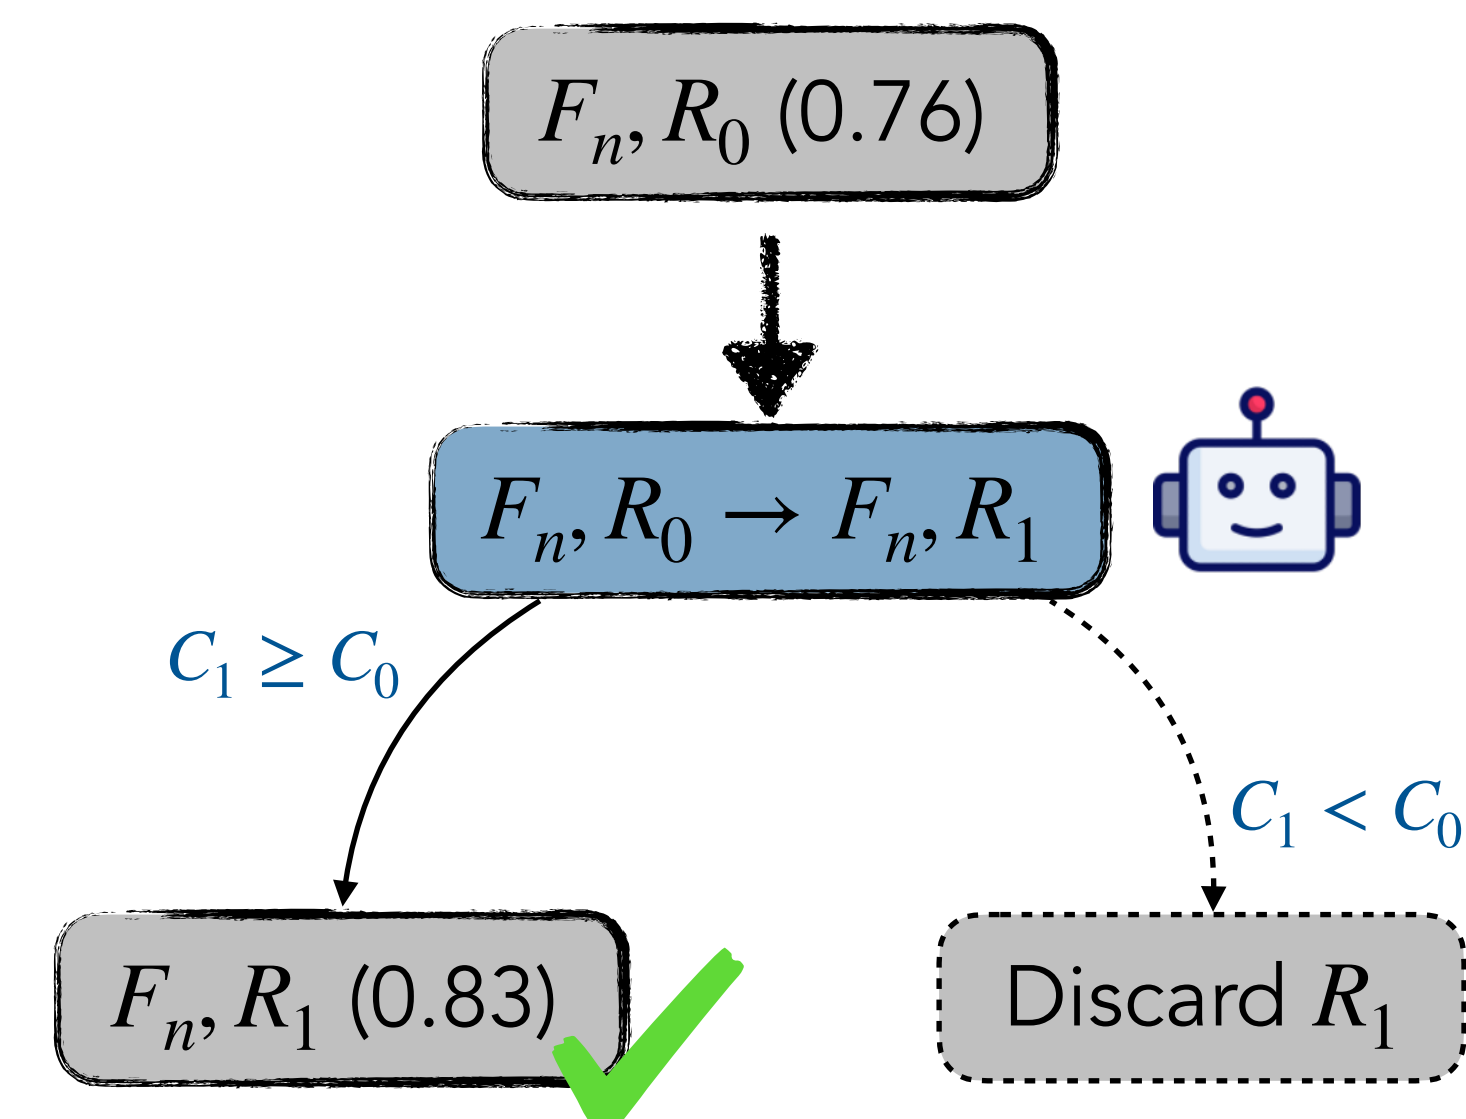 Fₙ, R₀ (0.76)
Fₙ, R₀ → Fₙ, R₁
C₁ ≥ C₀
C₁ < C₀
Fₙ, R₁ (0.83)
Discard R₁